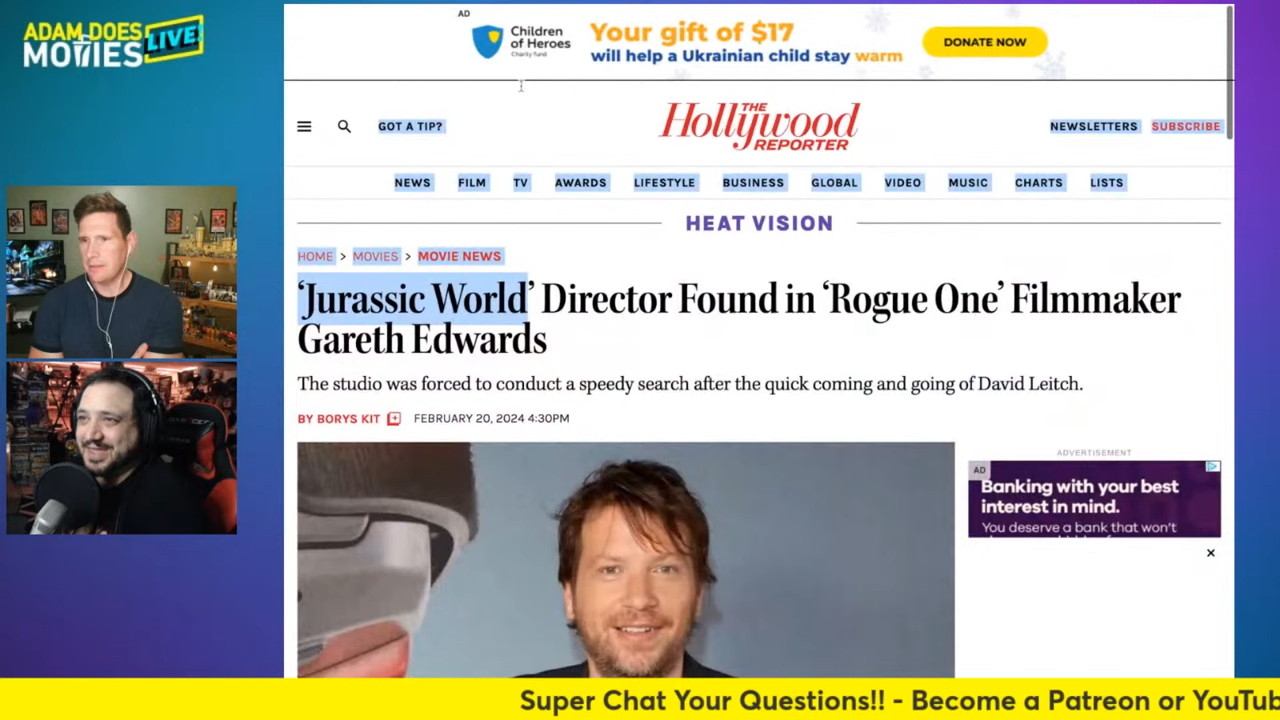 ADAM DOES
MOVIES LIVE!
AD
Children
of Heroes
Charity fund
Your gift of $17
will help a Ukrainian child stay warm
DONATE NOW
GOT A TIP?
THE
Hollywood
REPORTER
NEWSLETTERS SUBSCRIBE
NEWS FILM TV AWARDS LIFESTYLE BUSINESS GLOBAL VIDEO MUSIC CHARTS LISTS
HEAT VISION
HOME > MOVIES > MOVIE NEWS
‘Jurassic World’ Director Found in ‘Rogue One’ Filmmaker
Gareth Edwards
The studio was forced to conduct a speedy search after the quick coming and going of David Leitch.
BY BORYS KIT FEBRUARY 20, 2024 4:30PM
ADVERTISEMENT
AD
Banking with your best
interest in mind.
You deserve a bank that won’t
Super Chat Your Questions!! - Become a Patreon or YouTub